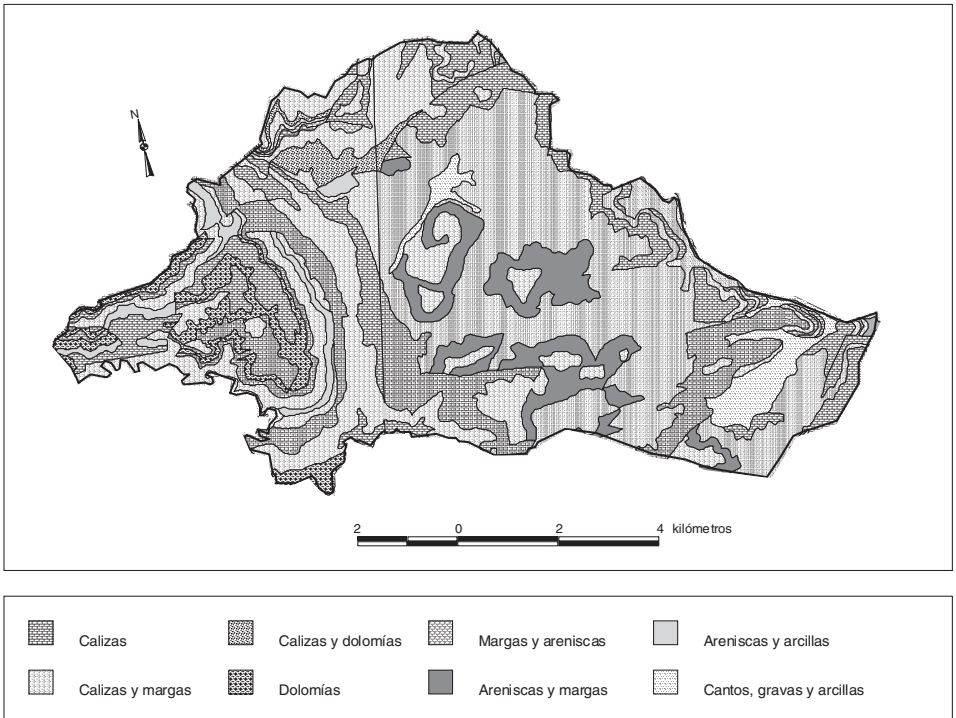 N
2 0 2 4 kilómetros
Calizas Calizas y dolomías Margas y areniscas Areniscas y arcillas
Calizas y margas Dolomías Areniscas y margas Cantos, gravas y arcillas